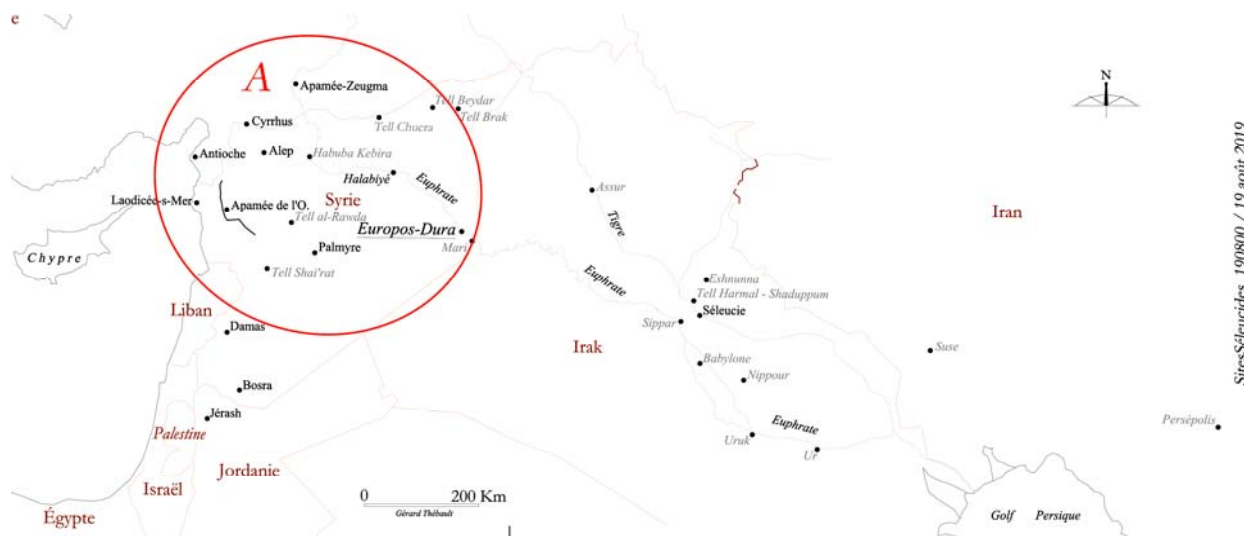 e
A
Apamée-Zeugma
Tell Beydar
Tell Brak
Cyrrhus
Tell Chuera
Antioche
Alep
Habuba Kebira
Halabiyé
Euphrate
Assur
Laodicée-s-Mer
Apamée de l'O.
Syrie
Tell al-Rawda
Tigre
Europos-Dura
Mari
Palmyre
Tell Shai'rat
Chypre
Iran
Euphrate
Eshnunna
Tell Harmal - Shaduppum
Séleucie
Sippar
Liban
Damas
Irak
Suse
Babylone
Nippour
Bosra
Jérash
Palestine
Euphrate
Uruk
Ur
Persépolis
Jordanie
Israël
Égypte
0 200 Km
Gérard Thébault
Golf Persique
N
SitesSéleucides_190800 / 19 août 2019